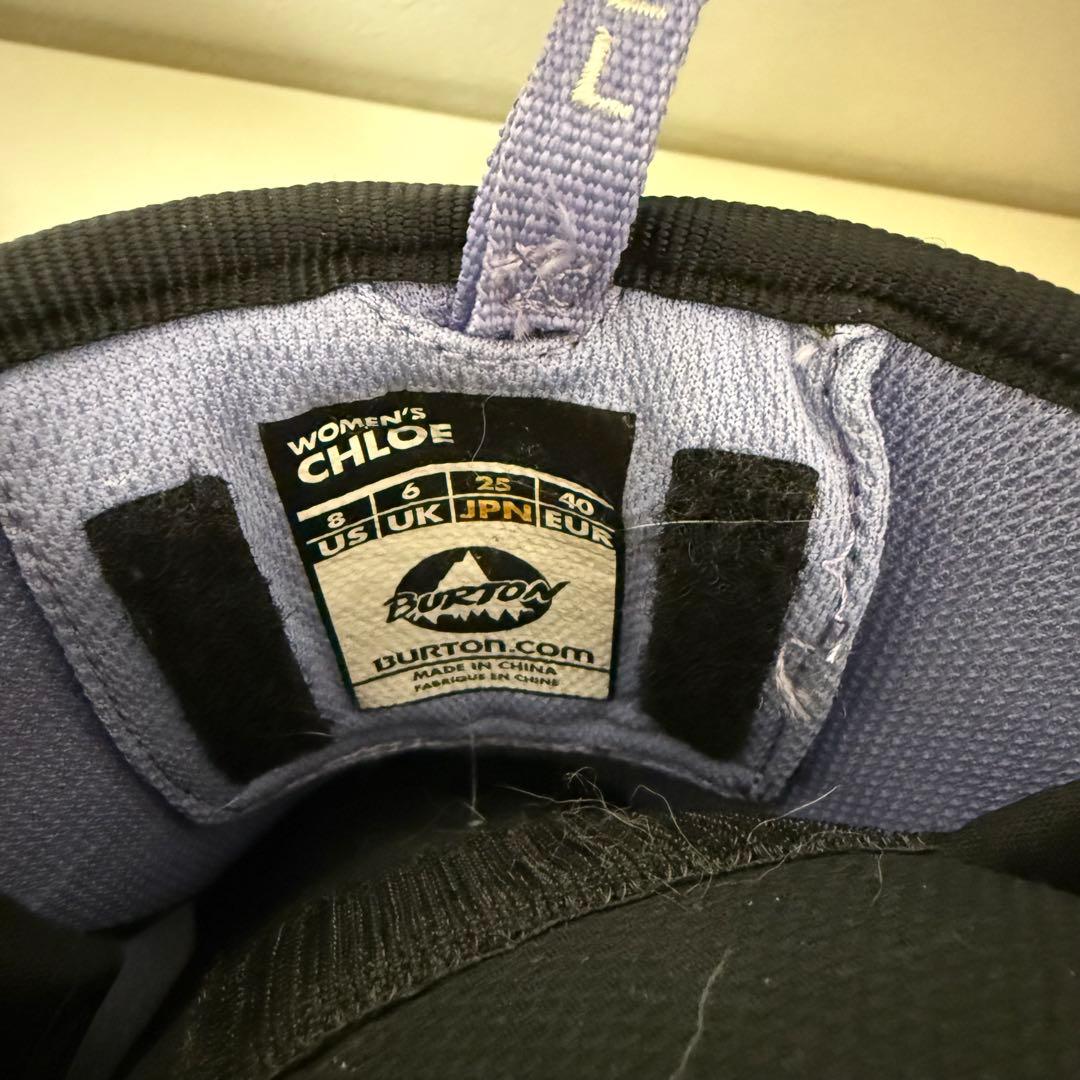 L
WOMEN'S
CHLOE
8 6 25 40
US UK JPN EUR
BURTON
BURTON.COM
MADE IN CHINA
FABRIQUE EN CHINE